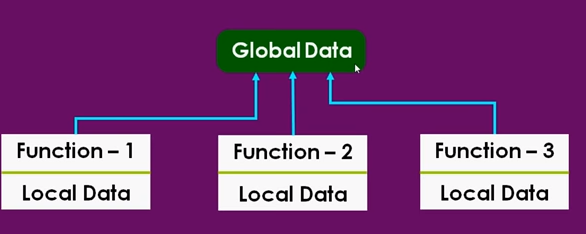 Global Data
Function – 1
Local Data
Function – 2
Local Data
Function – 3
Local Data